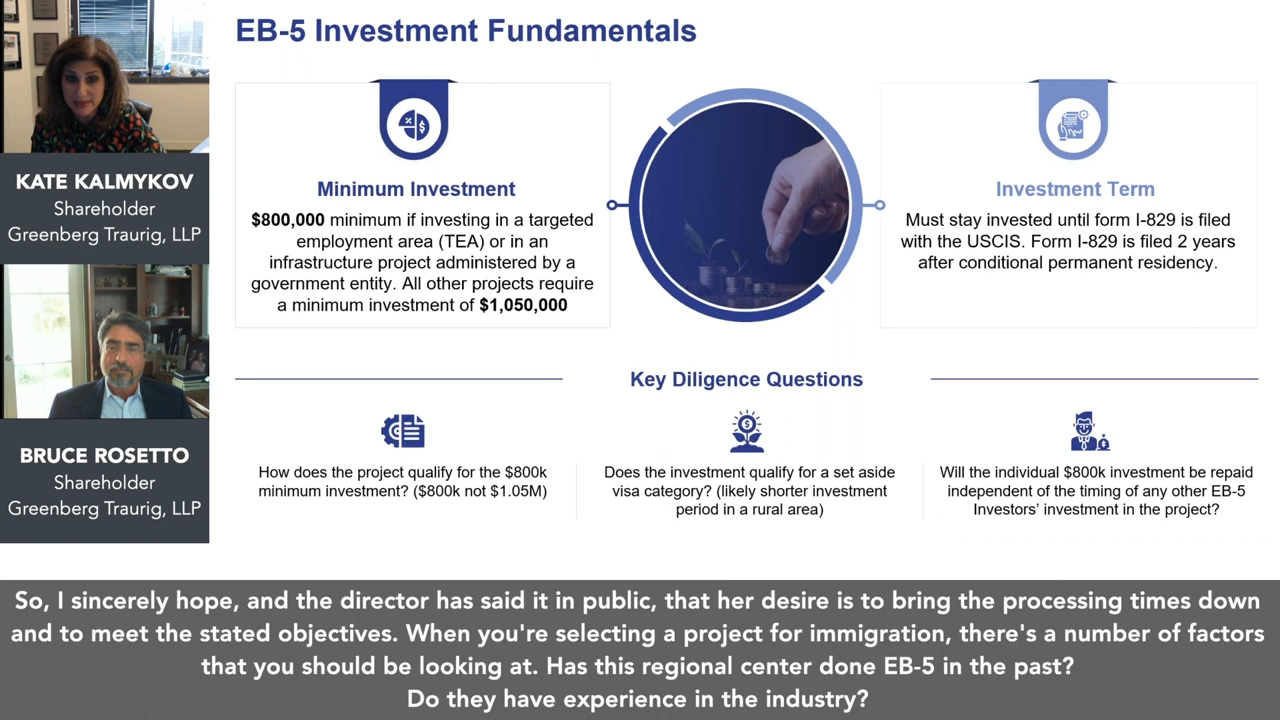 EB-5 Investment Fundamentals
KATE KALMYKOV
Shareholder
Greenberg Traurig, LLP
BRUCE ROSETTO
Shareholder
Greenberg Traurig, LLP
Minimum Investment
$800,000 minimum if investing in a targeted
employment area (TEA) or in an
infrastructure project administered by a
government entity. All other projects require
a minimum investment of $1,050,000
Investment Term
Must stay invested until form I-829 is filed
with the USCIS. Form I-829 is filed 2 years
after conditional permanent residency.
Key Diligence Questions
How does the project qualify for the $800k
minimum investment? ($800k not $1.05M)
Does the investment qualify for a set aside
visa category? (likely shorter investment
period in a rural area)
Will the individual $800k investment be repaid
independent of the timing of any other EB-5
Investors' investment in the project?
So, I sincerely hope, and the director has said it in public, that her desire is to bring the processing times down
and to meet the stated objectives. When you're selecting a project for immigration, there's a number of factors
that you should be looking at. Has this regional center done EB-5 in the past?
Do they have experience in the industry?